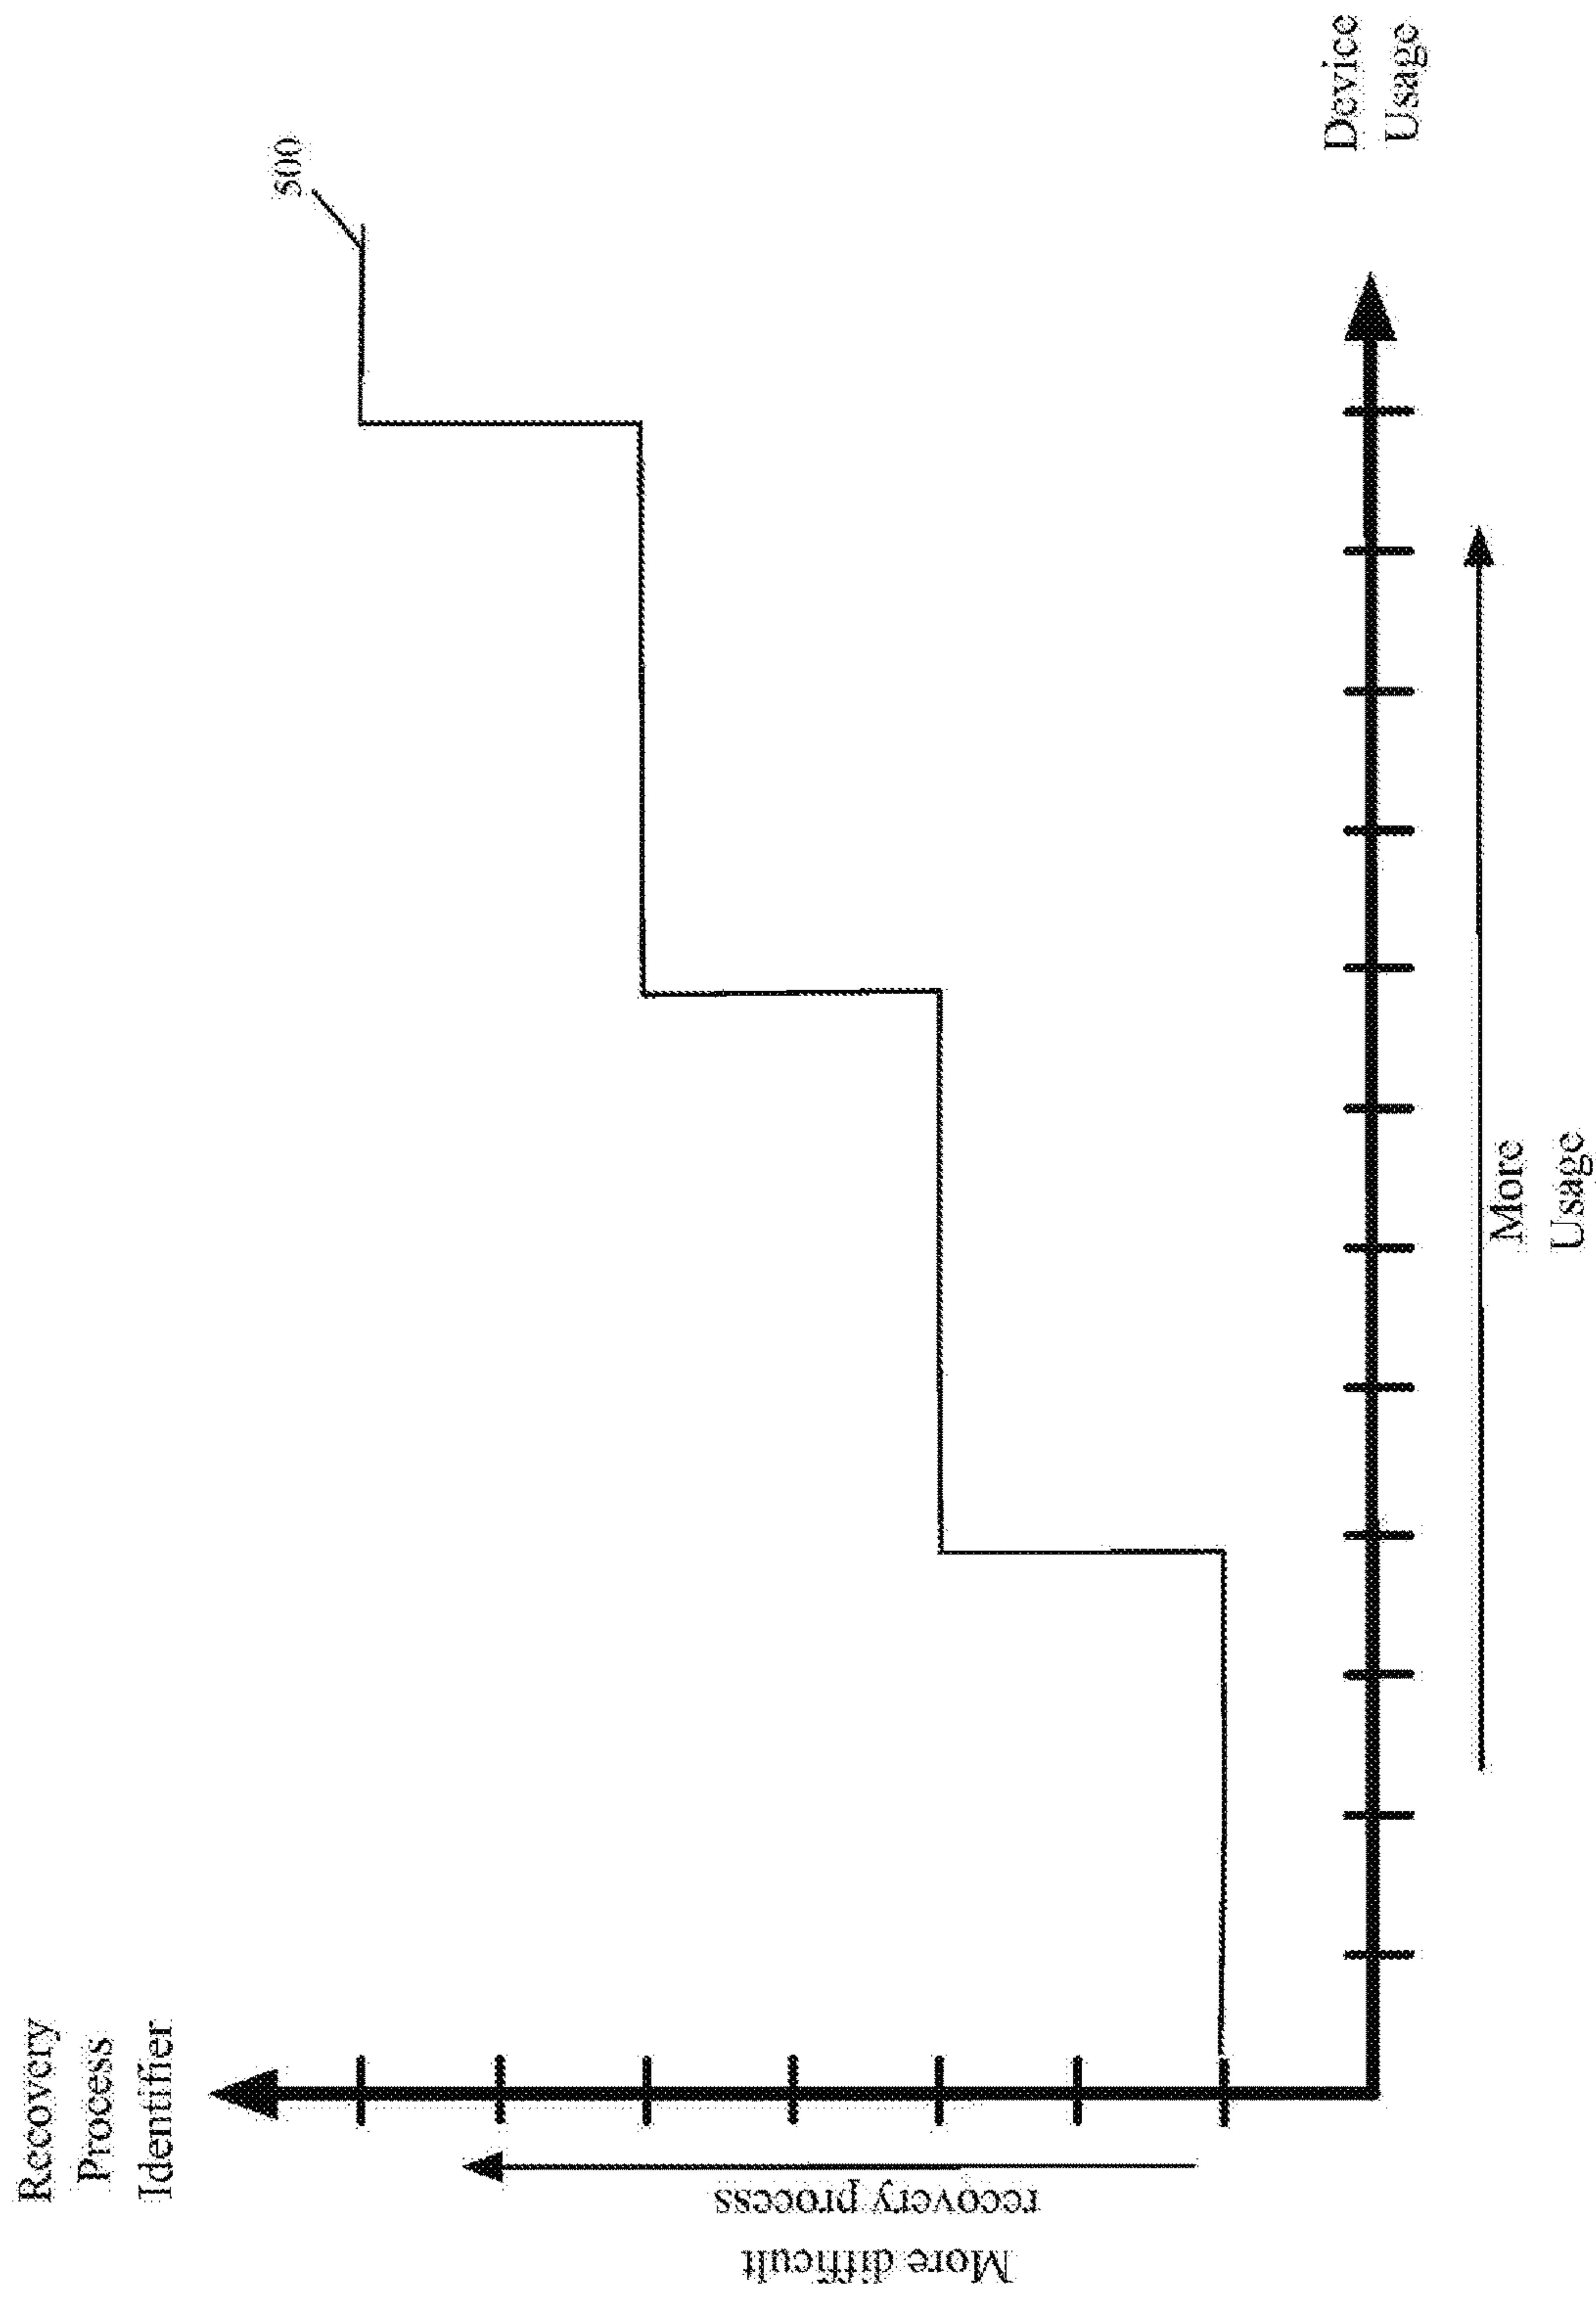 Recovery
Process
Identifier
More difficult
recovery process
500
Device
Usage
More
Usage